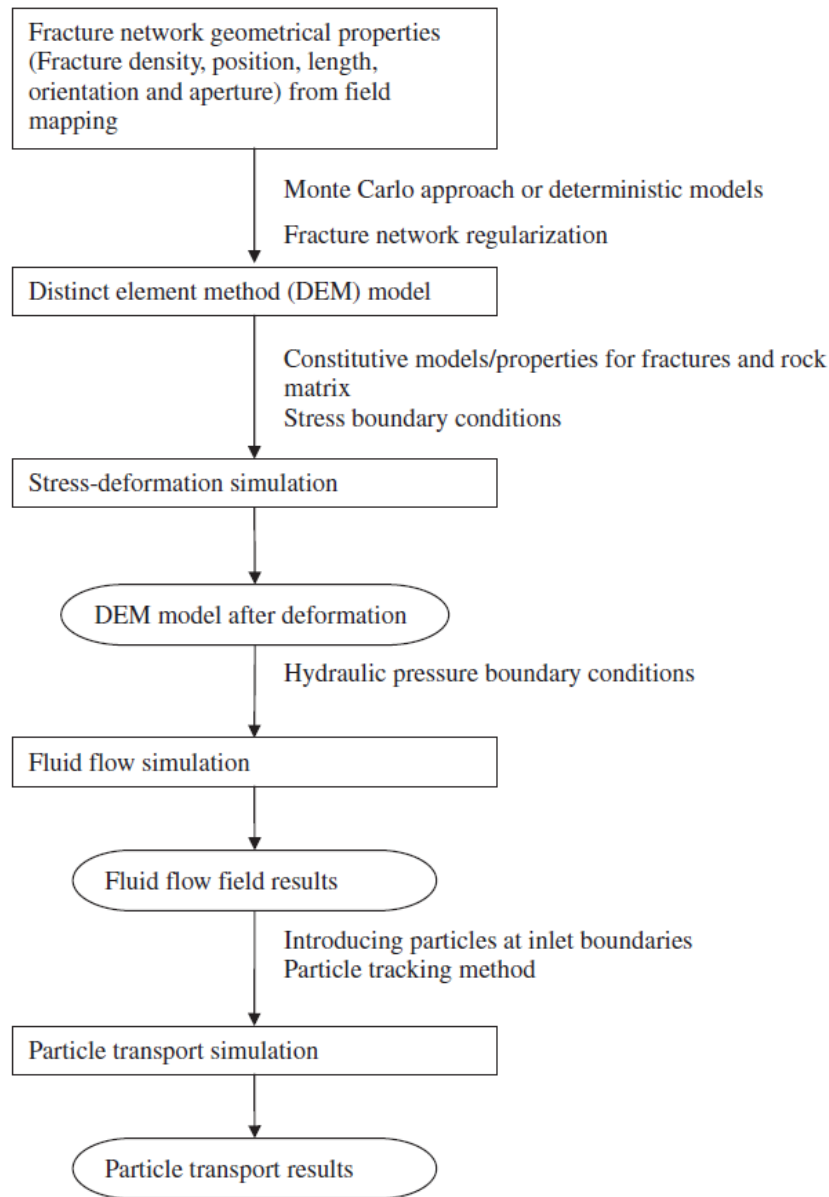 Fracture network geometrical properties
(Fracture density, position, length,
orientation and aperture) from field
mapping
Monte Carlo approach or deterministic models
Fracture network regularization
Distinct element method (DEM) model
Constitutive models/properties for fractures and rock
matrix
Stress boundary conditions
Stress-deformation simulation
DEM model after deformation
Hydraulic pressure boundary conditions
Fluid flow simulation
Fluid flow field results
Introducing particles at inlet boundaries
Particle tracking method
Particle transport simulation
Particle transport results